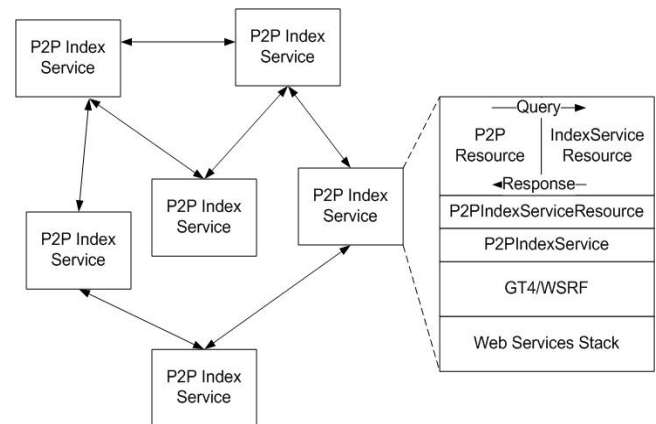 P2P Index
Service
P2P Index
Service
P2P Index
Service
P2P Index
Service
P2P Index
Service
P2P Index
Service
Query
P2P
Resource
IndexService
Resource
Response
P2PIndexServiceResource
P2PIndexService
GT4/WSRF
Web Services Stack